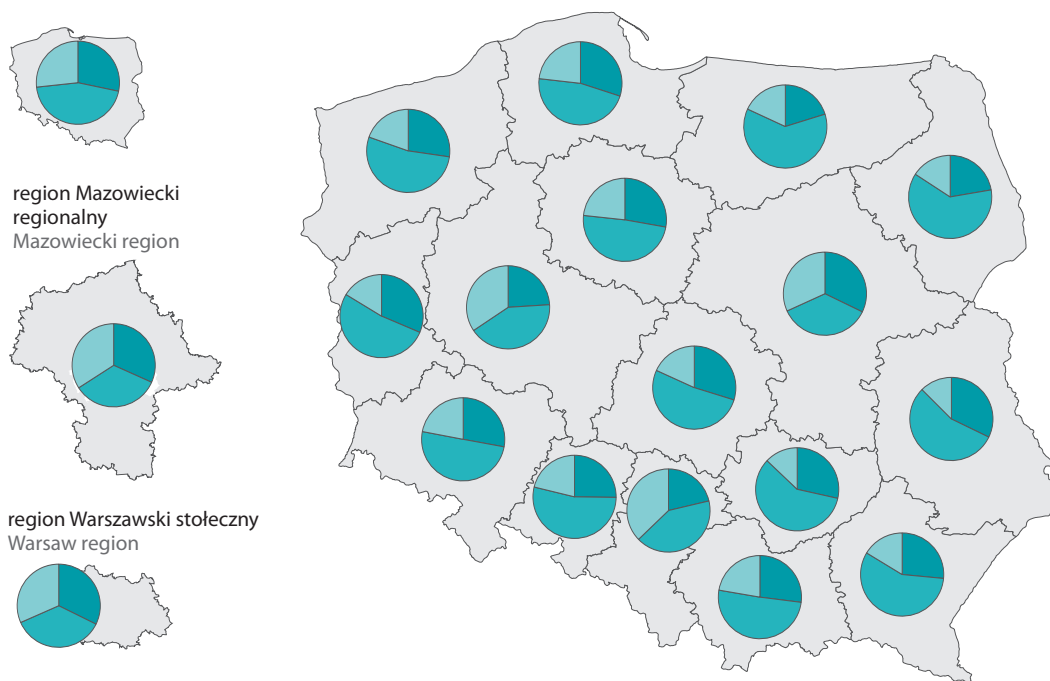 region Mazowiecki
regionalny
Mazowiecki region
region Warszawski stołeczny
Warsaw region